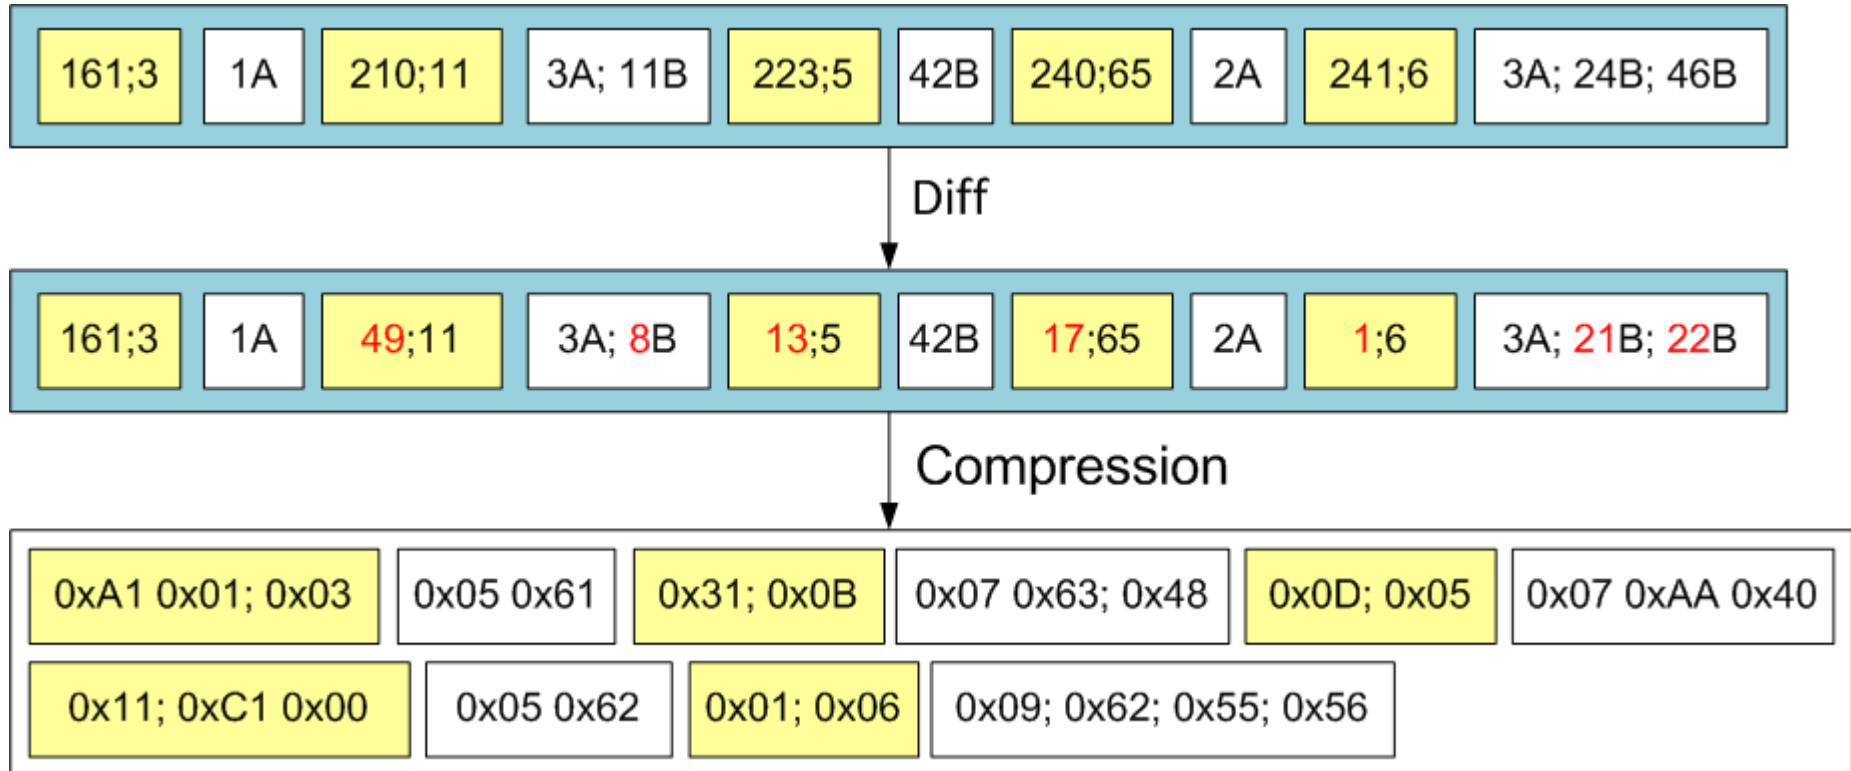 161;3 1A 210;11 3A; 11B 223;5 42B 240;65 2A 241;6 3A; 24B; 46B
Diff
161;3 1A 49;11 3A; 8B 13;5 42B 17;65 2A 1;6 3A; 21B; 22B
Compression
0xA1 0x01; 0x03 0x05 0x61 0x31; 0x0B 0x07 0x63; 0x48 0x0D; 0x05 0x07 0xAA 0x40
0x11; 0xC1 0x00 0x05 0x62 0x01; 0x06 0x09; 0x62; 0x55; 0x56